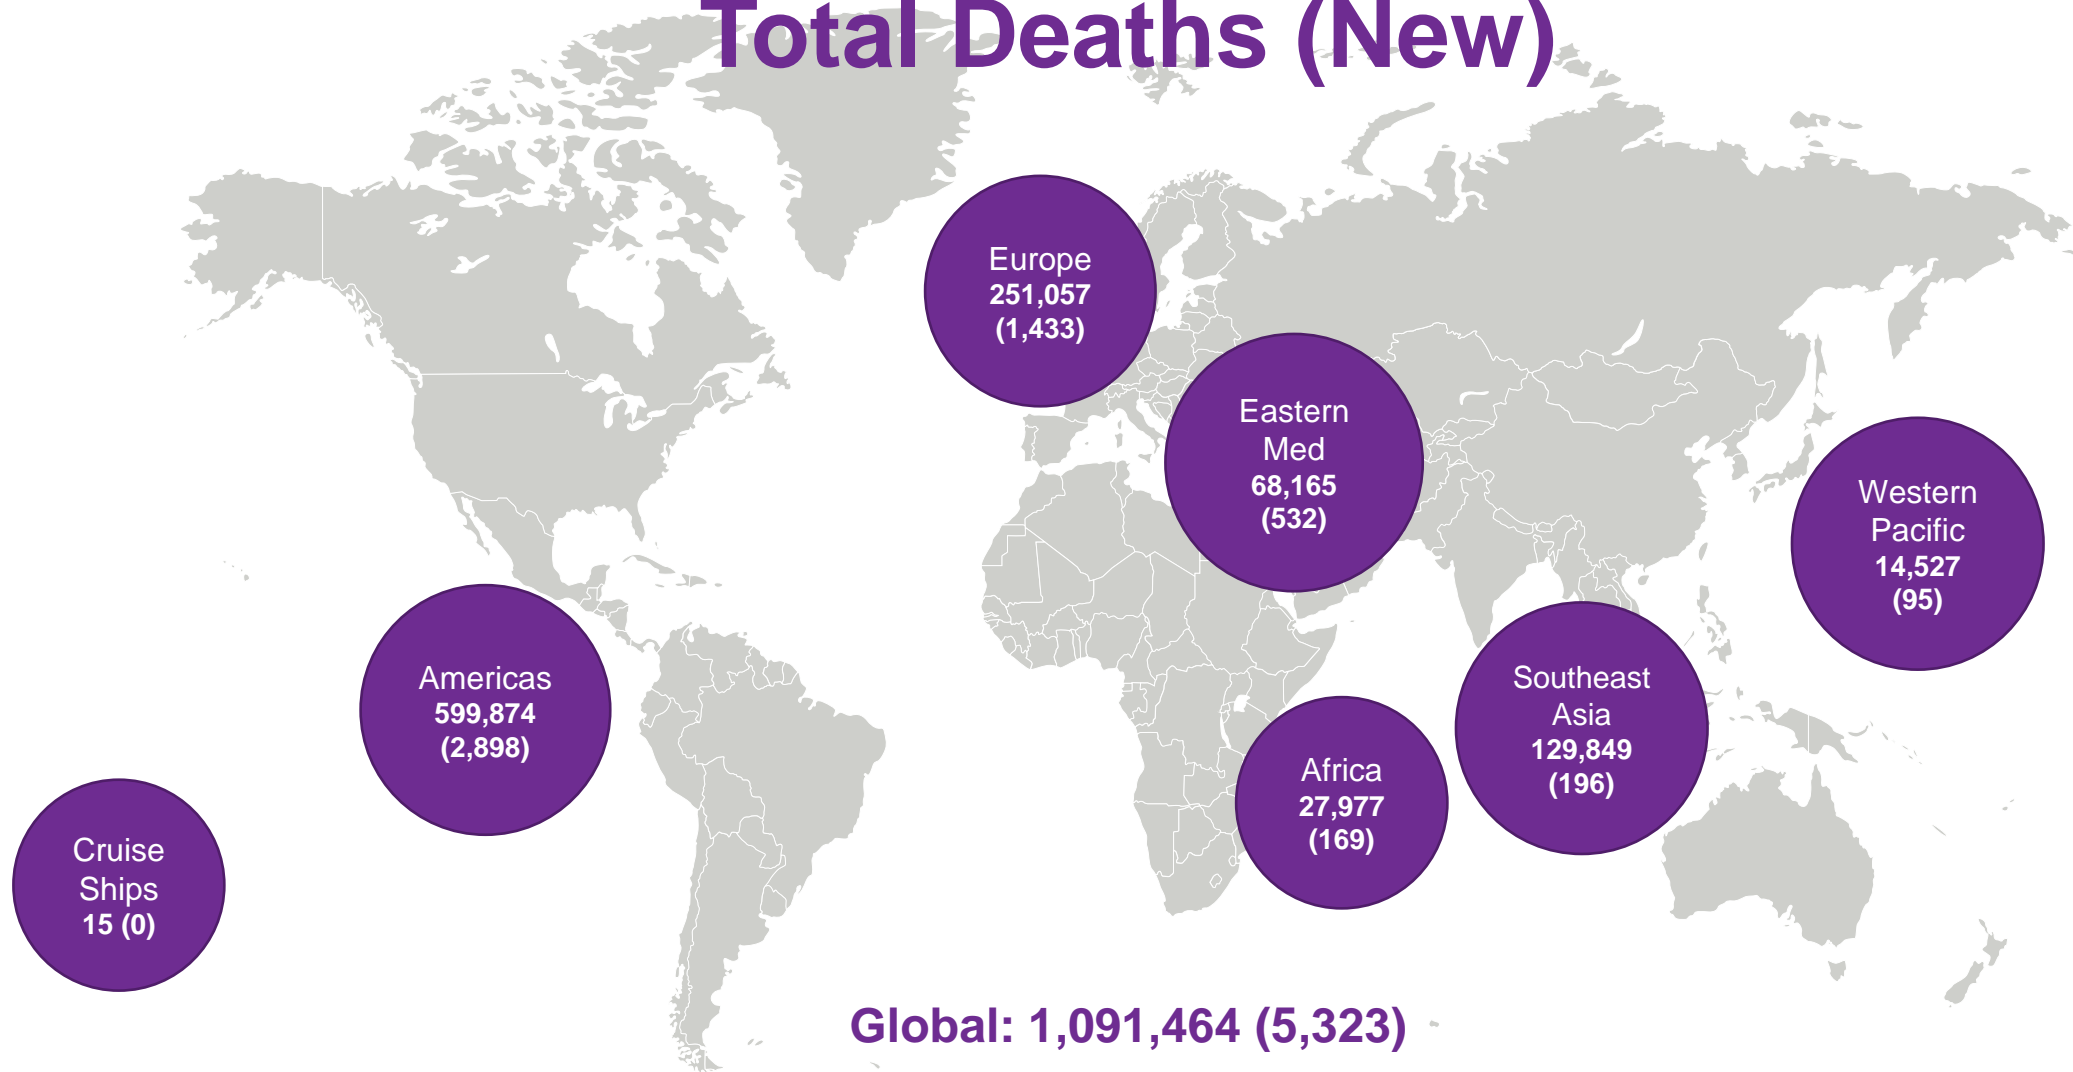 Total Deaths (New)
Europe
251,057
(1,433)
Eastern
Med
68,165
(532)
Western
Pacific
14,527
(95)
Americas
599,874
(2,898)
Southeast
Asia
129,849
(196)
Africa
27,977
(169)
Cruise
Ships
15 (0)
Global: 1,091,464 (5,323)